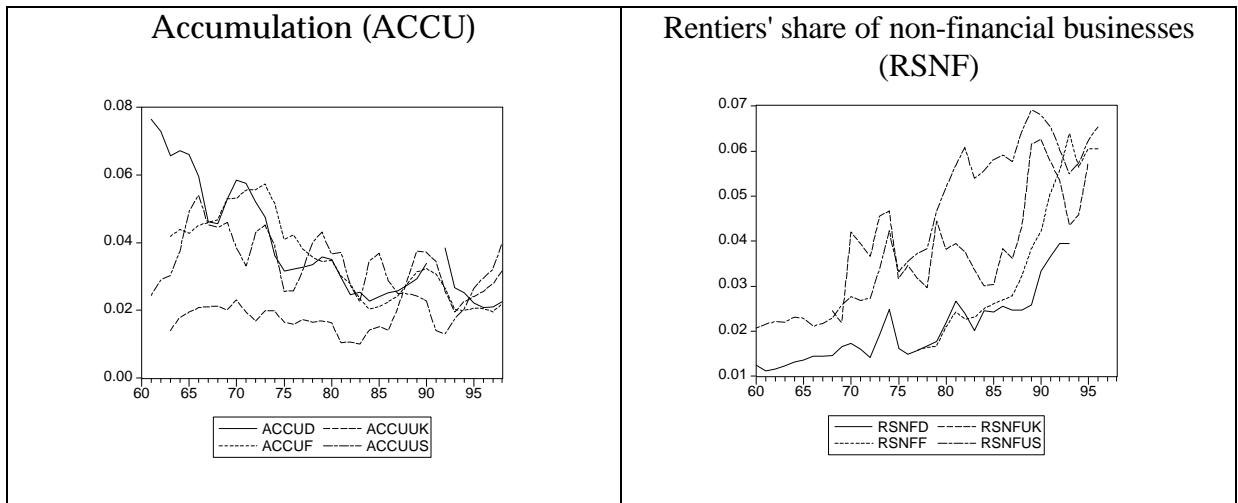 Accumulation (ACCU)
0.08
0.06
0.04
0.02
0.00
60 65 70 75 80 85 90 95
ACCUD ACCUUK
ACCUF ACCUUS
Rentiers' share of non-financial businesses
(RSNF)
0.07
0.06
0.05
0.04
0.03
0.02
0.01
60 65 70 75 80 85 90 95
RSNFD RSNFUK
RSNFF RSNFUS